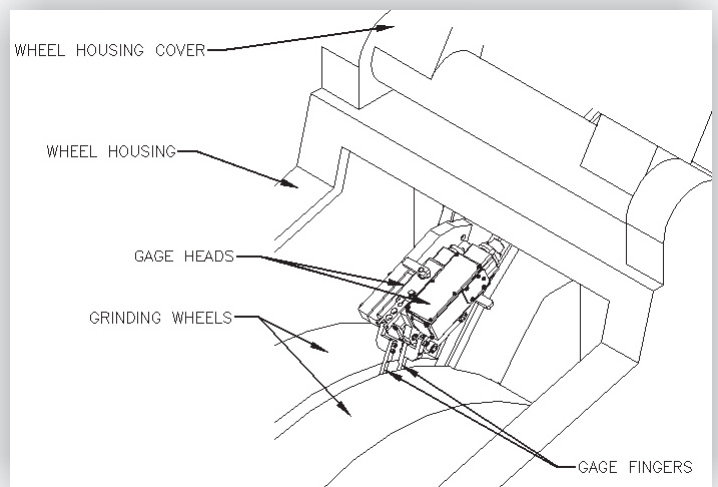 WHEEL HOUSING COVER
WHEEL HOUSING
GAGE HEADS
GRINDING WHEELS
GAGE FINGERS